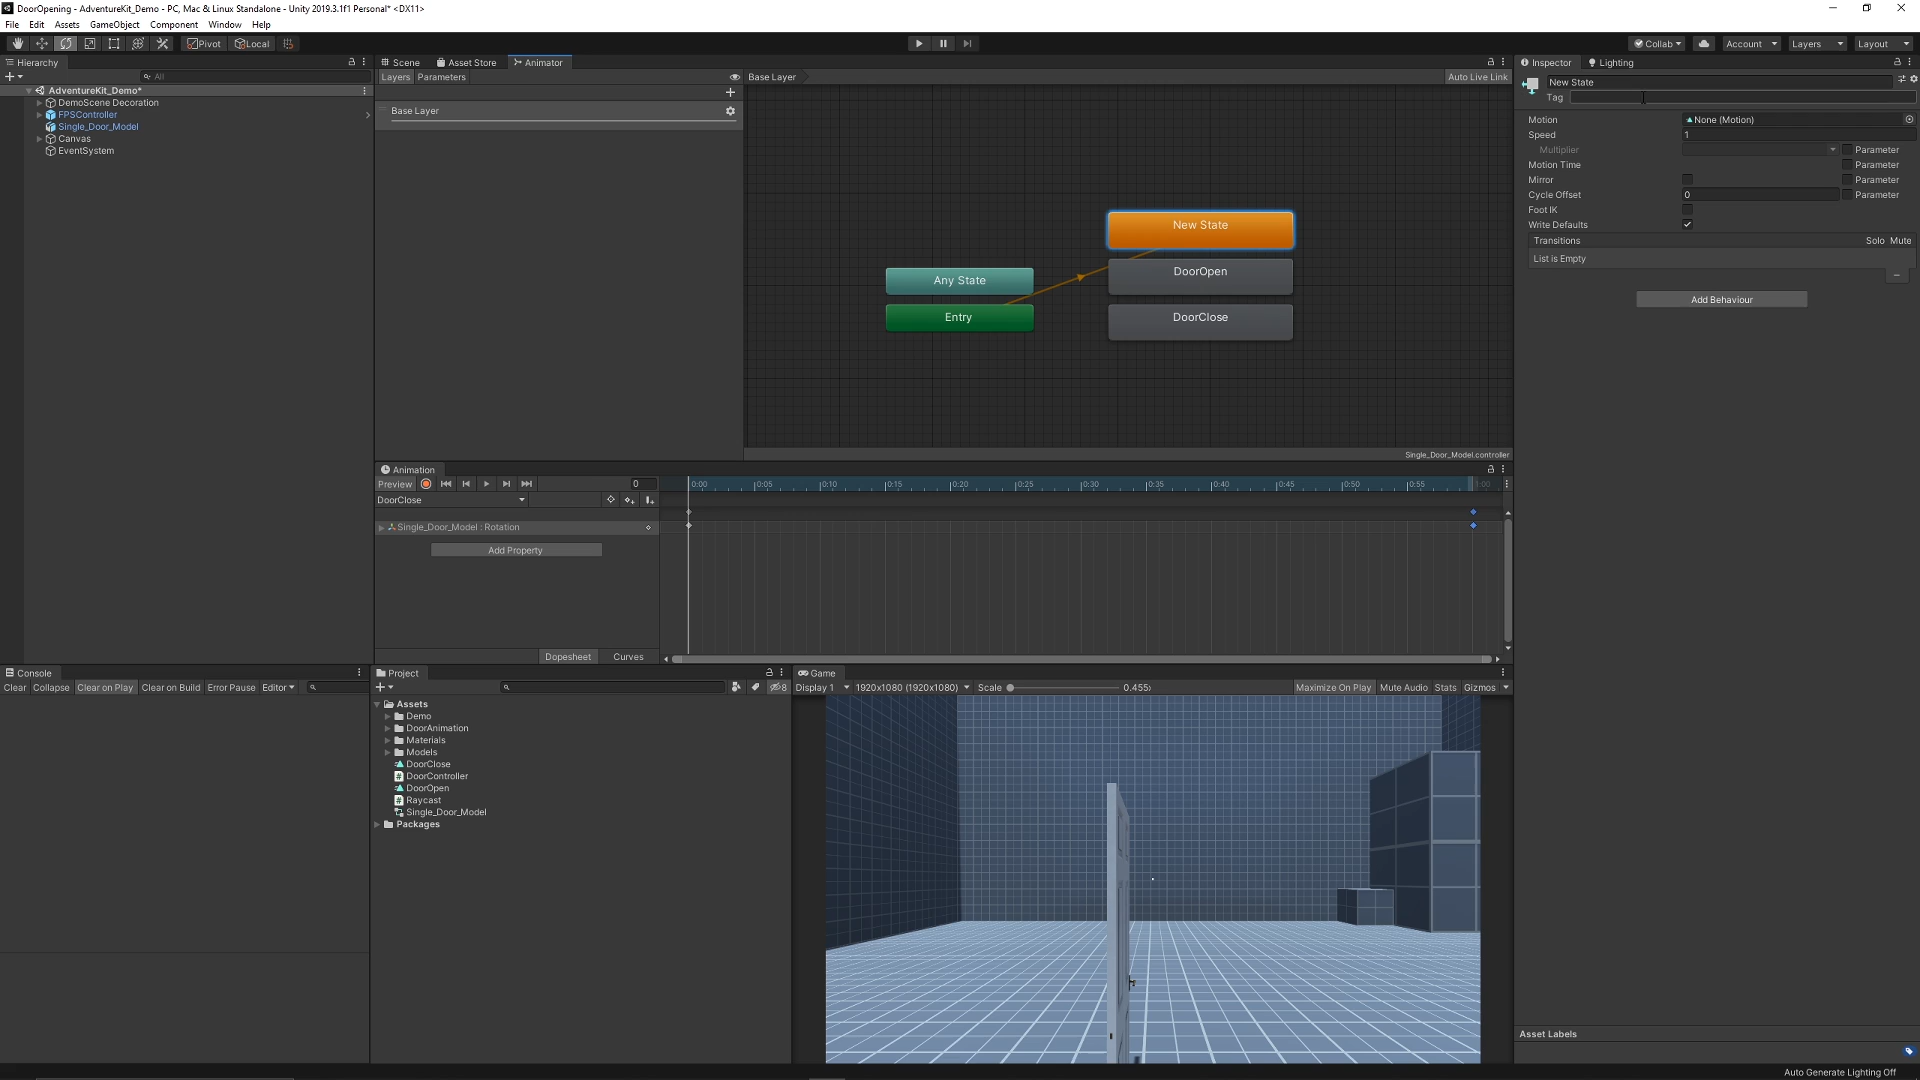 DoorOpening - AdventureKit_Demo - PC, Mac & Linux Standalone - Unity 2019.3.1f1 Personal* <DX11>
File Edit Assets GameObject Component Window Help
Pivot Local Collab Account Layers Layout
Hierarchy
All
AdventureKit_Demo*
DemoScene Decoration
FPSController
Single_Door_Model
Canvas
EventSystem
Scene Asset Store Animator
Layers Parameters Base Layer Auto Live Link
Base Layer
New State
DoorOpen
Any State
Entry
DoorClose
Single_Door_Model.controller
Animation
Preview 0 0:00 0:05 0:10 0:15 0:20 0:25 0:30 0:35 0:40 0:45 0:50 0:55 1:00
DoorClose
Single_Door_Model : Rotation
Add Property
Dopesheet Curves
Console
Clear Collapse Clear on Play Clear on Build Error Pause Editor
Project
8
Assets
Demo
DoorAnimation
Materials
Models
DoorClose
DoorController
DoorOpen
Raycast
Single_Door_Model
Packages
Game
Display 1 1920x1080 (1920x1080) Scale 0.455x Maximize On Play Mute Audio Stats Gizmos
Inspector Lighting
New State
Tag
Motion None (Motion)
Speed 1
Multiplier Parameter
Motion Time Parameter
Mirror Parameter
Cycle Offset 0 Parameter
Foot IK
Write Defaults
Transitions Solo Mute
List is Empty
Add Behaviour
Asset Labels
Auto Generate Lighting Off